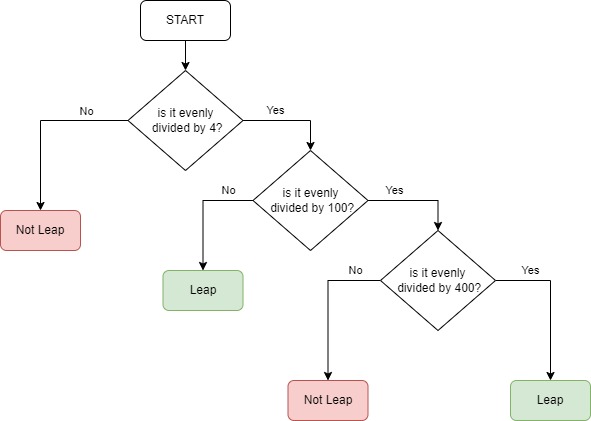 START
is it evenly
divided by 4?
No
Yes
Not Leap
is it evenly
divided by 100?
No
Yes
Leap
is it evenly
divided by 400?
No
Yes
Not Leap
Leap